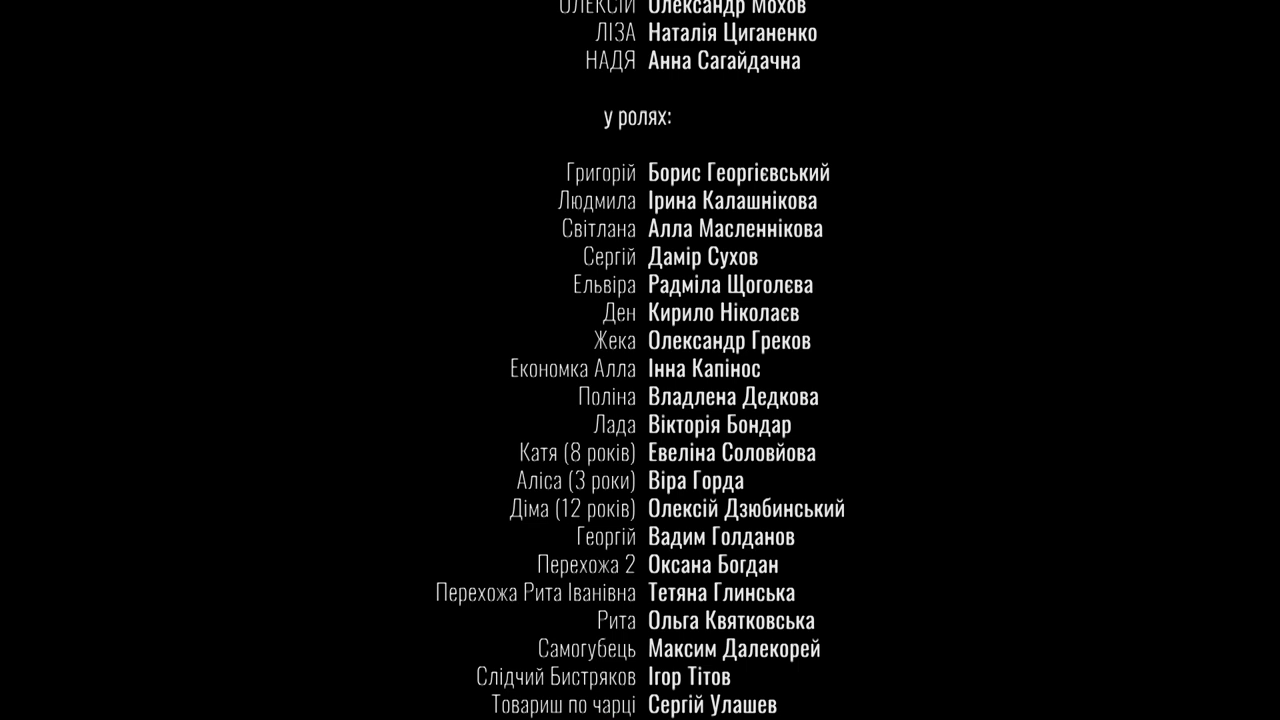 ОЛЕКСІЙ Олександр Мохов
ЛІЗА Наталія Циганенко
НАДЯ Анна Сагайдачна
у ролях:
Григорій Борис Георгієвський
Людмила Ірина Калашнікова
Світлана Алла Масленнікова
Сергій Дамір Сухов
Ельвіра Радміла Щоголєва
Ден Кирило Ніколаєв
Жека Олександр Греков
Економка Алла Інна Капінос
Поліна Владлена Дедкова
Лада Вікторія Бондар
Катя (8 років) Евеліна Соловйова
Аліса (3 роки) Віра Горда
Діма (12 років) Олексій Дзюбинський
Георгій Вадим Голданов
Перехожа 2 Оксана Богдан
Перехожа Рита Іванівна Тетяна Глинська
Рита Ольга Квятковська
Самогубець Максим Далекорей
Слідчий Бистряков Ігор Тітов
Товариш по чарці Сергій Улашев